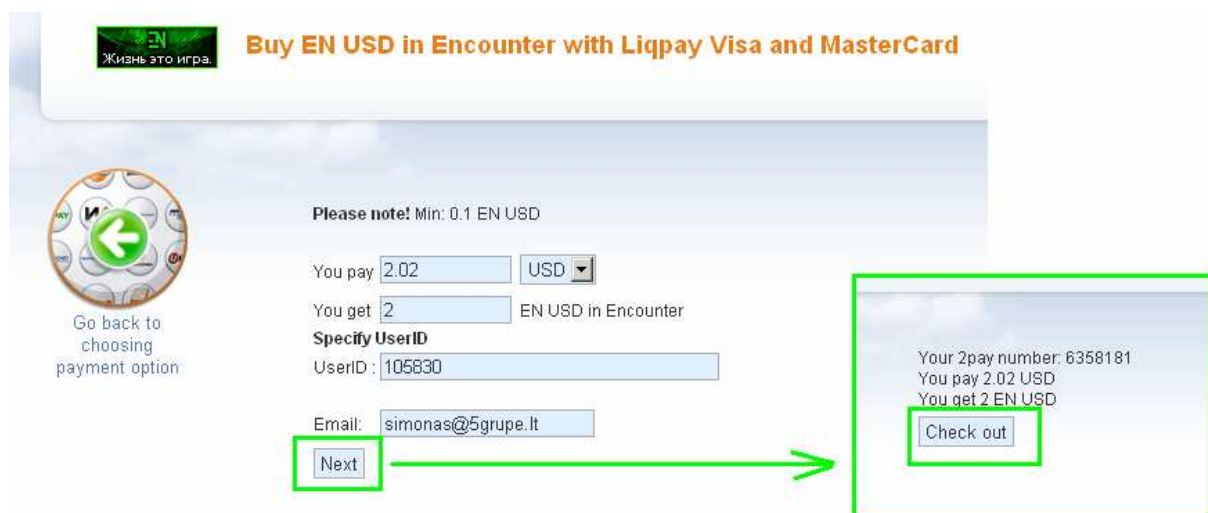 EN
Жизнь это игра.
Buy EN USD in Encounter with Liqpay Visa and MasterCard
Please note! Min: 0.1 EN USD
You pay 2.02 USD
You get 2 EN USD in Encounter
Specify UserID
UserID : 105830
Email: simonas@5grupe.lt
Next
Go back to
choosing
payment option
Your 2pay number: 6358181
You pay 2.02 USD
You get 2 EN USD
Check out